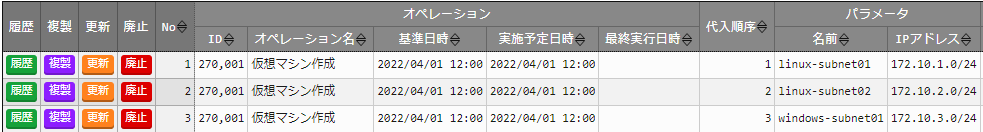 履歴 複製 更新 廃止 No オペレーション 代入順序 パラメータ
ID オペレーション名 基準日時 実施予定日時 最終実行日時 名前 IPアドレス
履歴 複製 更新 廃止 1 270,001 仮想マシン作成 2022/04/01 12:00 2022/04/01 12:00 1 linux-subnet01 172.10.1.0/24
履歴 複製 更新 廃止 2 270,001 仮想マシン作成 2022/04/01 12:00 2022/04/01 12:00 2 linux-subnet02 172.10.2.0/24
履歴 複製 更新 廃止 3 270,001 仮想マシン作成 2022/04/01 12:00 2022/04/01 12:00 3 windows-subnet01 172.10.3.0/24